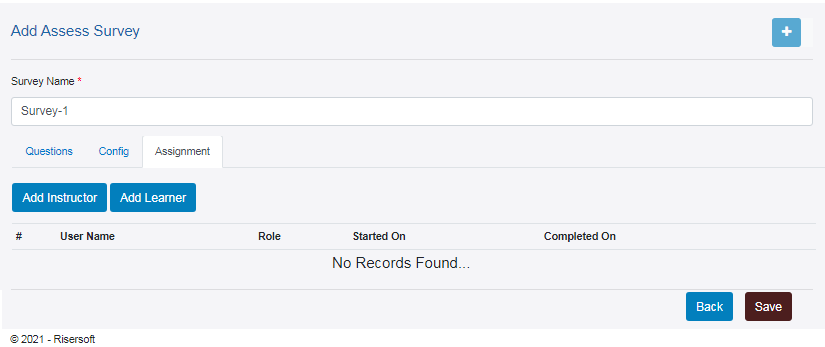 Add Assess Survey
+
Survey Name *
Survey-1
Questions Config Assignment
Add Instructor Add Learner
# User Name Role Started On Completed On
No Records Found...
Back Save
© 2021 - Risersoft